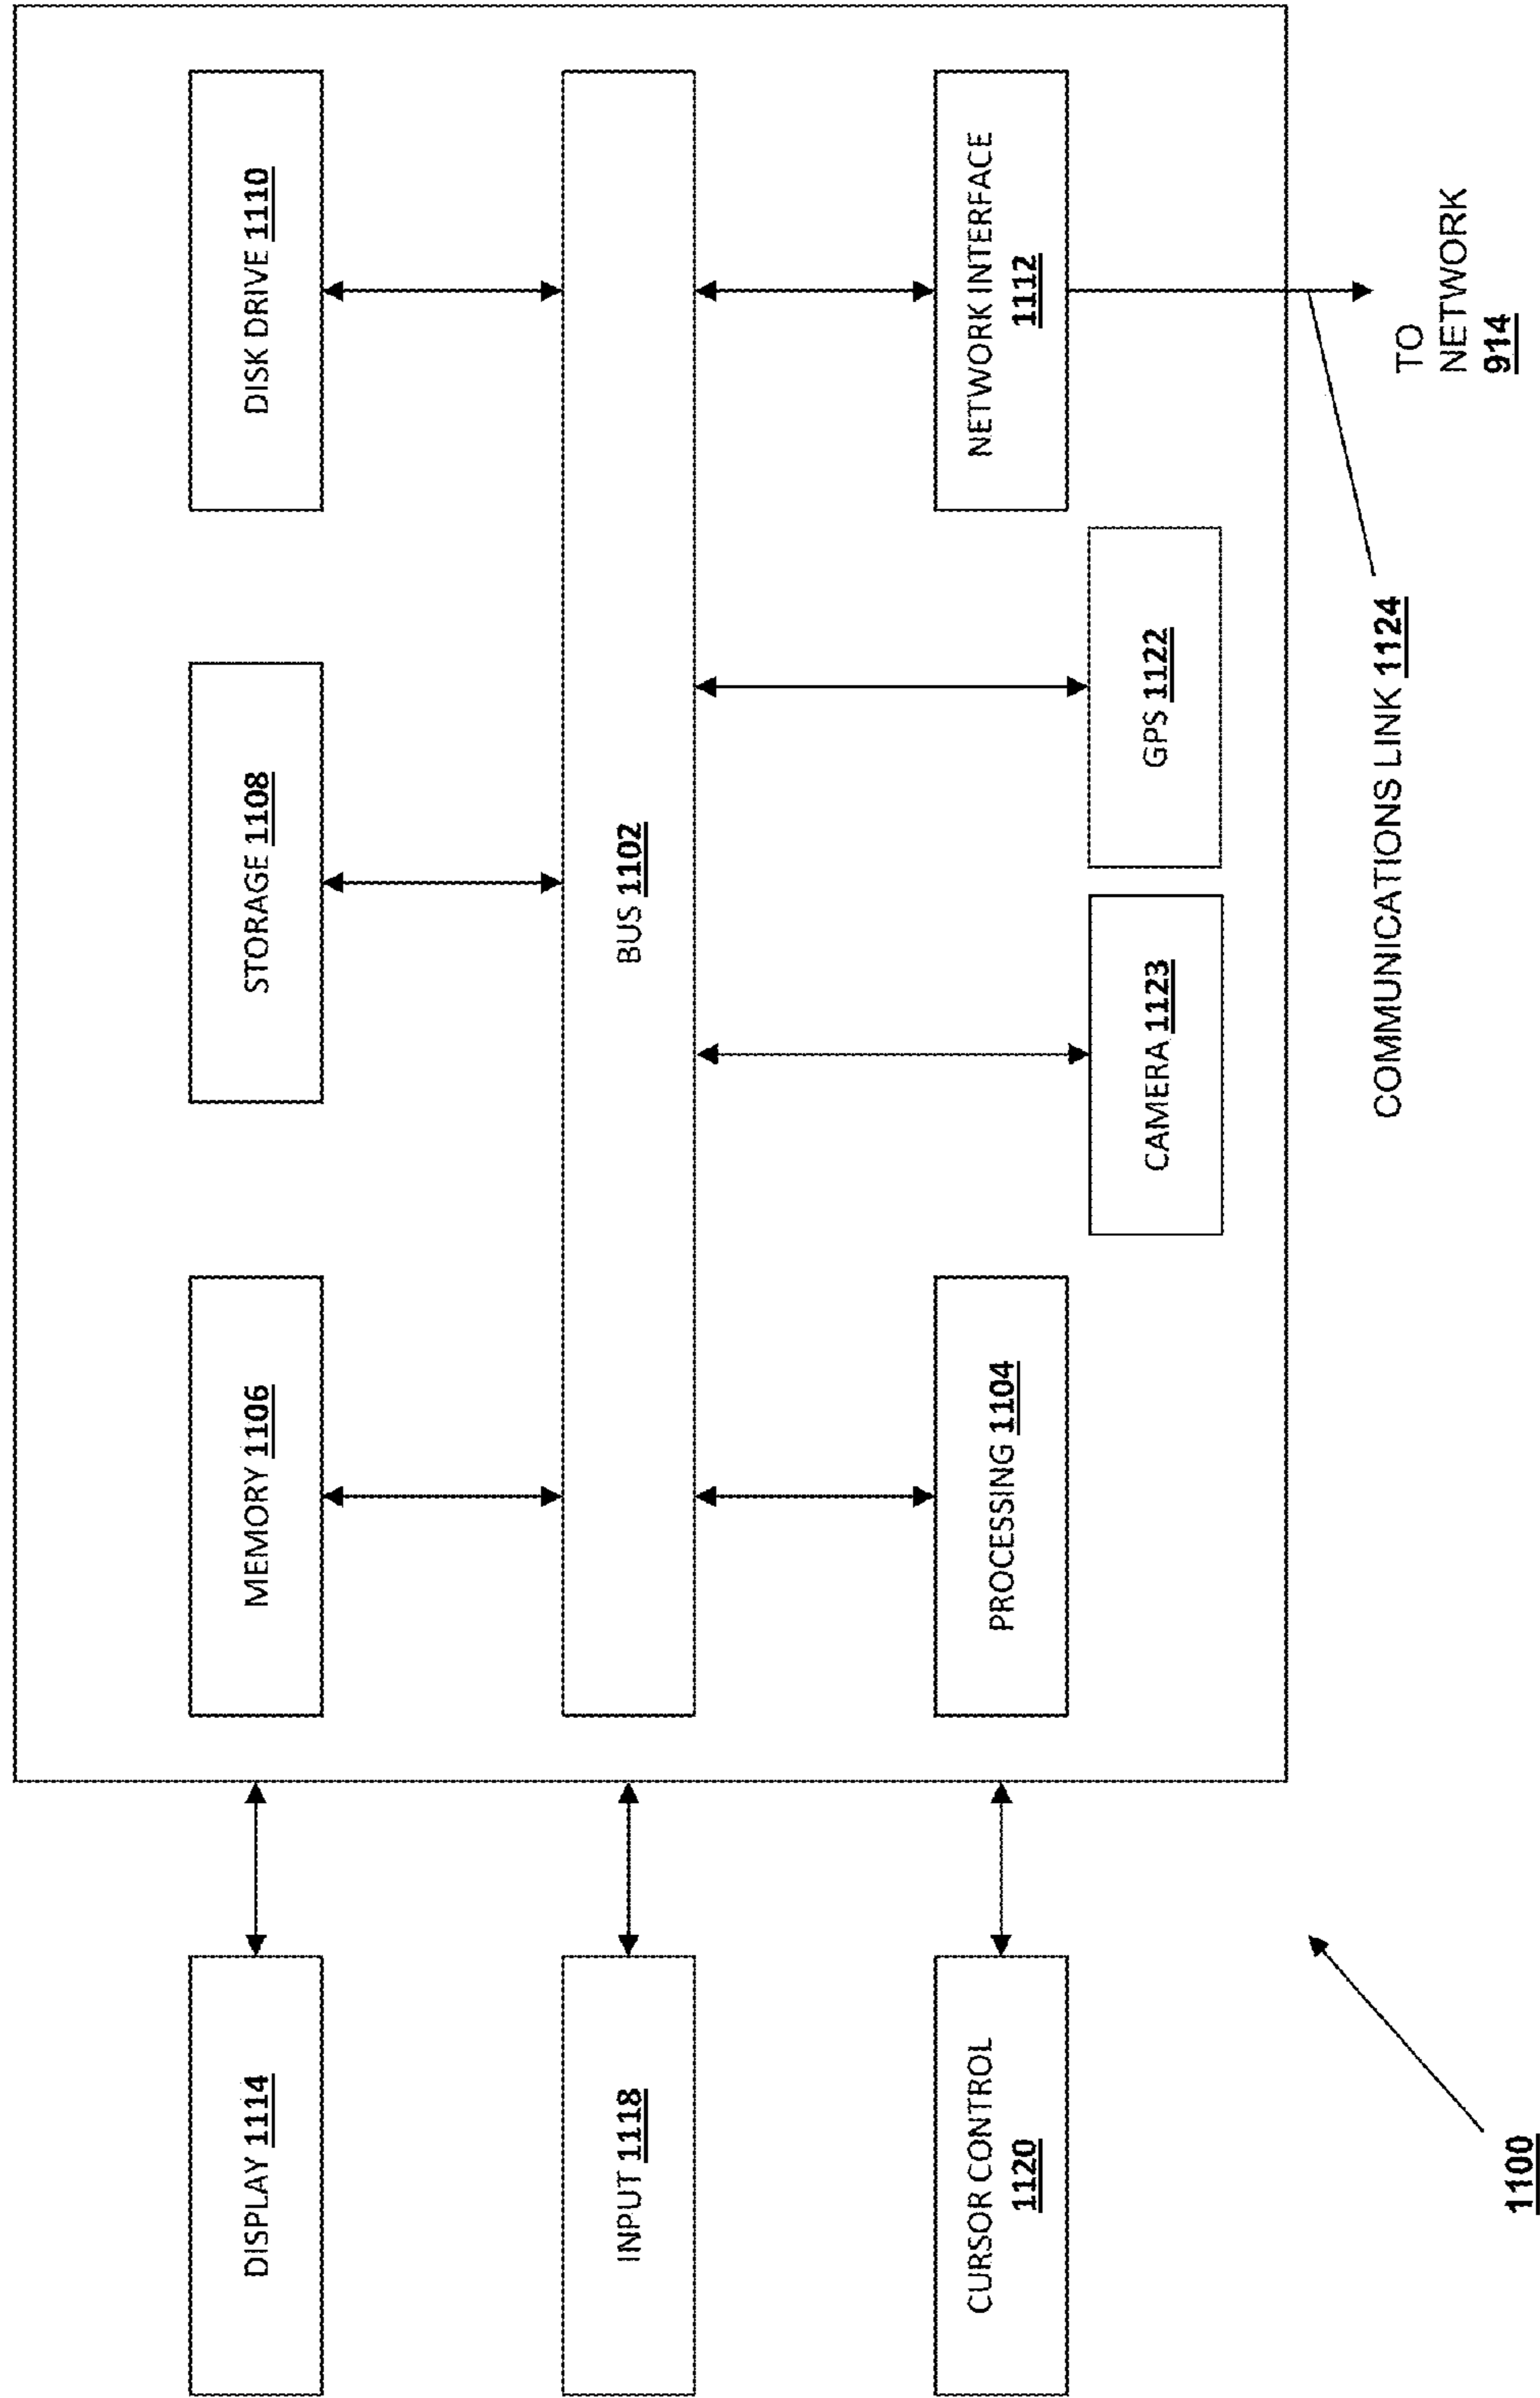 DISPLAY 1114
MEMORY 1106
STORAGE 1108
DISK DRIVE 1110
INPUT 1118
BUS 1102
CURSOR CONTROL
1120
PROCESSING 1104
NETWORK INTERFACE
1112
CAMERA 1123
GPS 1122
COMMUNICATIONS LINK 1124
TO
NETWORK
914
1100